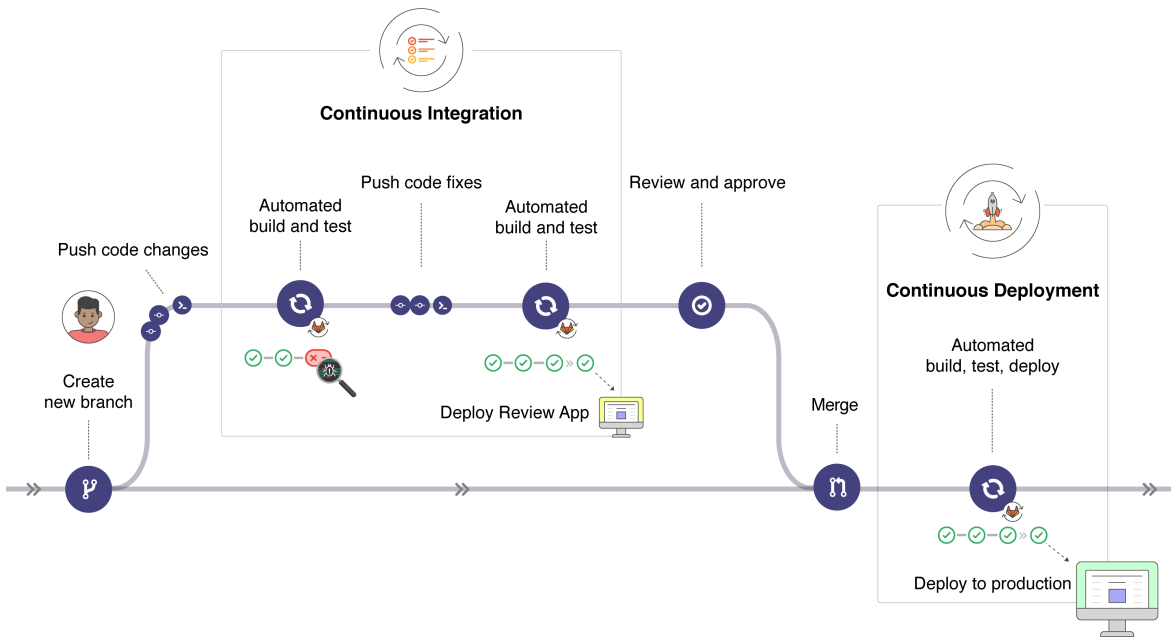 Continuous Integration
Push code fixes
Review and approve
Automated
build and test
Automated
build and test
Push code changes
Continuous Deployment
Automated
build, test, deploy
Create
new branch
Deploy Review App
Merge
Deploy to production